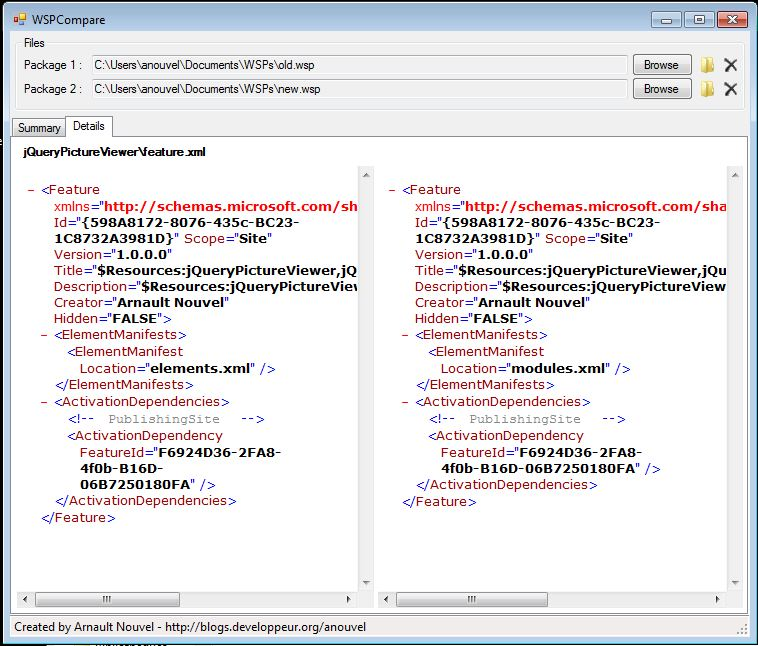 WSPCompare
Files
Package 1 : C:\Users\anouvel\Documents\WSPs\old.wsp Browse
Package 2 : C:\Users\anouvel\Documents\WSPs\new.wsp Browse
Summary Details
jQueryPictureViewer\feature.xml
- <Feature
xmlns="http://schemas.microsoft.com/sh
Id="{598A8172-8076-435c-BC23-
1C8732A3981D}" Scope="Site"
Version="1.0.0.0"
Title="$Resources:jQueryPictureViewer,jQ
Description="$Resources:jQueryPictureViev
Creator="Arnault Nouvel"
Hidden="FALSE">
- <ElementManifests>
<ElementManifest
Location="elements.xml" />
</ElementManifests>
- <ActivationDependencies>
<!-- PublishingSite -->
<ActivationDependency
FeatureId="F6924D36-2FA8-
4f0b-B16D-
06B7250180FA" />
</ActivationDependencies>
</Feature>
- <Feature
xmlns="http://schemas.microsoft.com/sha
Id="{598A8172-8076-435c-BC23-
1C8732A3981D}" Scope="Site"
Version="1.0.0.0"
Title="$Resources:jQueryPictureViewer,jQu
Description="$Resources:jQueryPictureView
Creator="Arnault Nouvel"
Hidden="FALSE">
- <ElementManifests>
<ElementManifest
Location="modules.xml" />
</ElementManifests>
- <ActivationDependencies>
<!-- PublishingSite -->
<ActivationDependency
FeatureId="F6924D36-2FA8-
4f0b-B16D-06B7250180FA" />
</ActivationDependencies>
</Feature>
Created by Arnault Nouvel - http://blogs.developpeur.org/anouvel